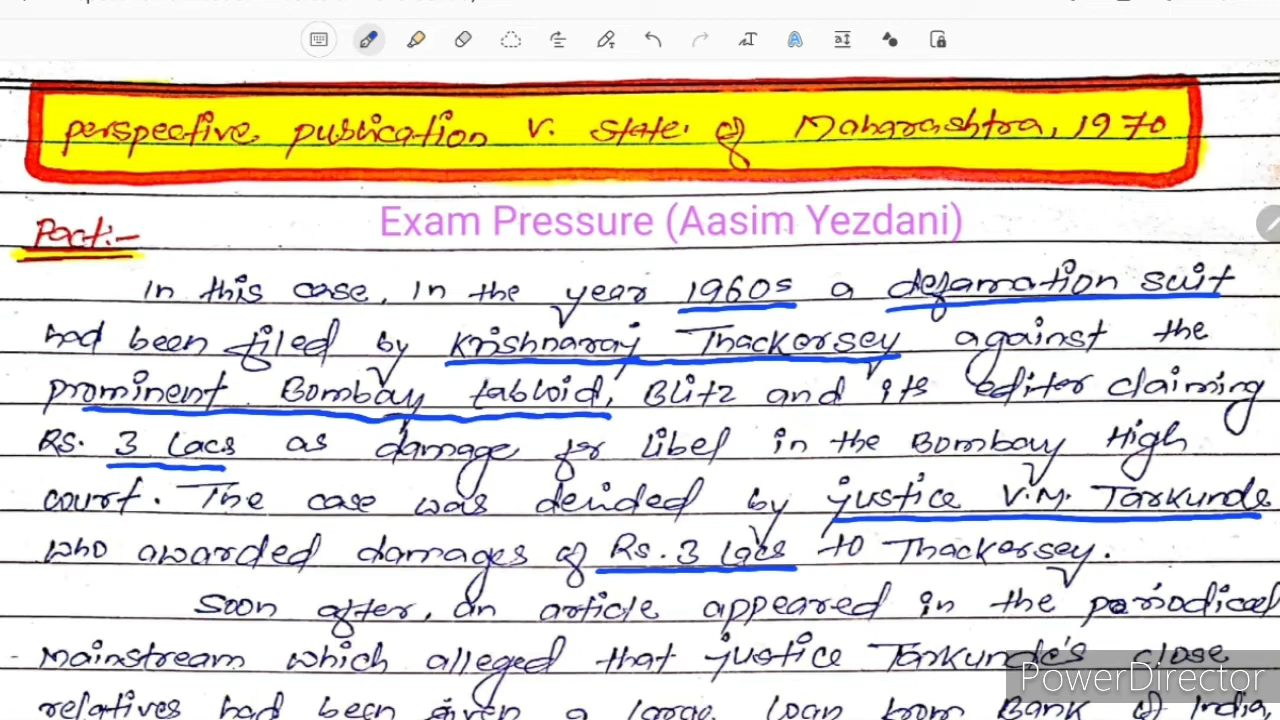 perspective publication v. State of Maharashtra, 1970
Exam Pressure (Aasim Yezdani)
Fact:-
In this case, in the year 1960s a defamation suit
had been filed by Krishnaraj Thackersey against the
prominent Bombay tabloid, Blitz and its editor claiming
Rs. 3 lacs as damage for libel in the Bombay High
court. The case was decided by justice V.M. Tarkunde
who awarded damages of Rs. 3 lacs to Thackersey.
Soon after, an article appeared in the periodical
Mainstream which alleged that justice Tarkunde's close
relatives had been given a large loan from Bank of India,
PowerDirector